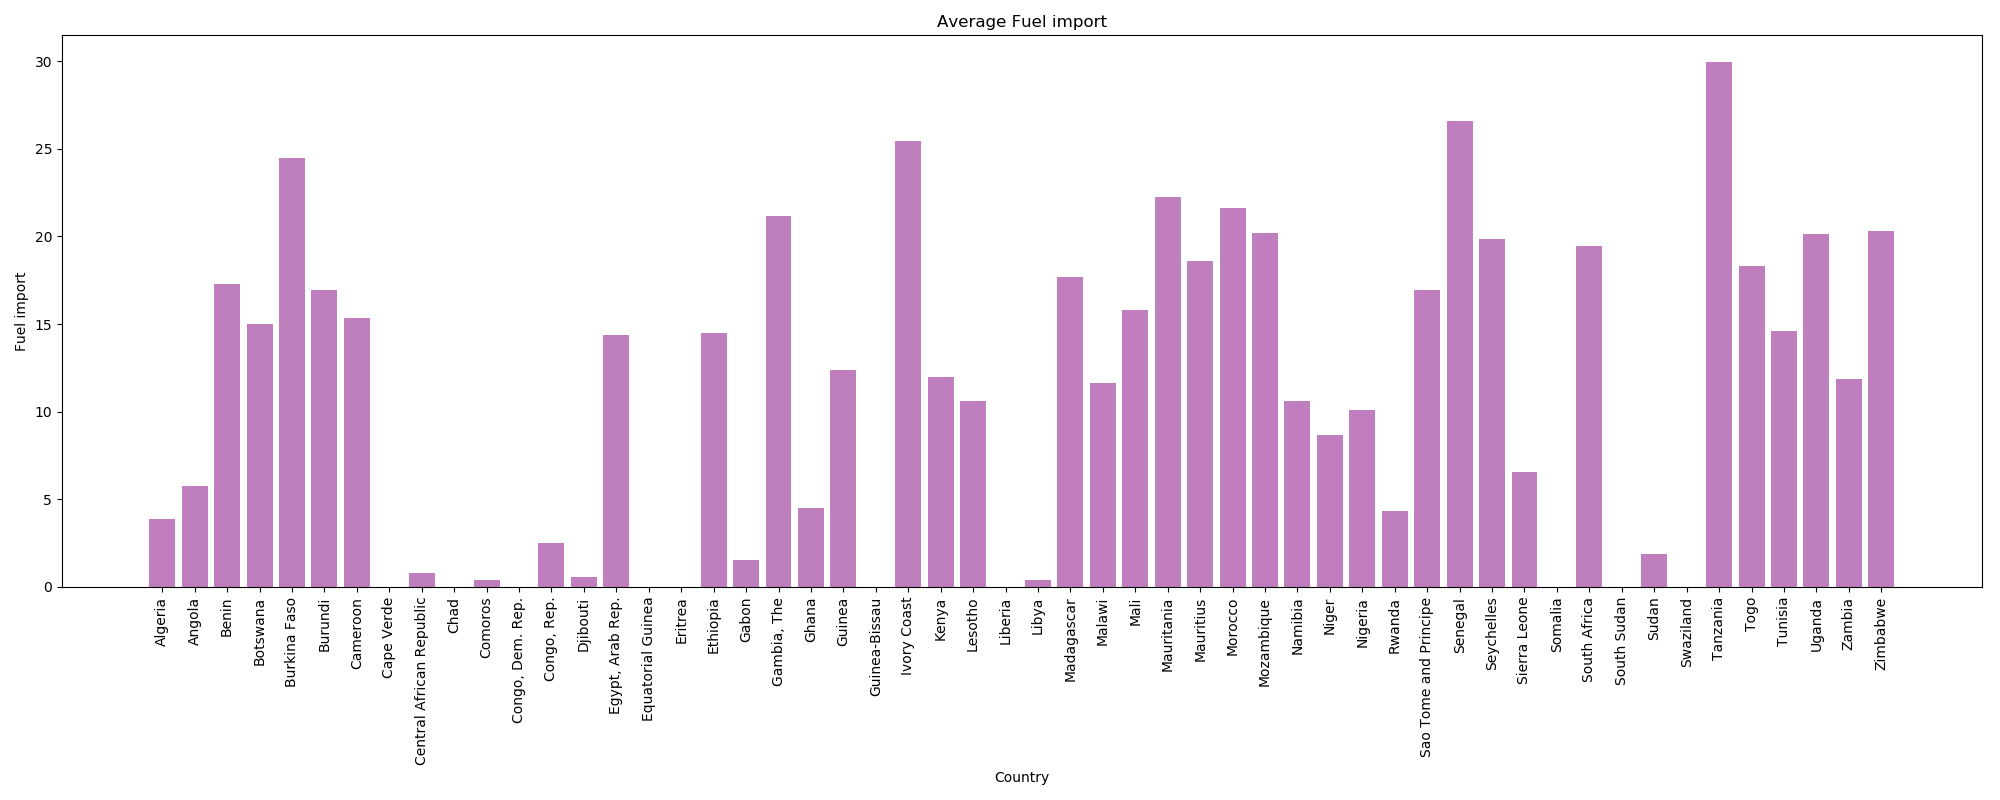 Average Fuel import
Fuel import
30
25
20
15
10
5
0
Algeria
Angola
Benin
Botswana
Burkina Faso
Burundi
Cameroon
Cape Verde
Central African Republic
Chad
Comoros
Congo, Dem. Rep.
Congo, Rep.
Djibouti
Egypt, Arab Rep.
Equatorial Guinea
Eritrea
Ethiopia
Gabon
Gambia, The
Ghana
Guinea
Guinea-Bissau
Ivory Coast
Kenya
Lesotho
Liberia
Libya
Madagascar
Malawi
Mali
Mauritania
Mauritius
Morocco
Mozambique
Namibia
Niger
Nigeria
Rwanda
Sao Tome and Principe
Senegal
Seychelles
Sierra Leone
Somalia
South Africa
South Sudan
Sudan
Swaziland
Tanzania
Togo
Tunisia
Uganda
Zambia
Zimbabwe
Country